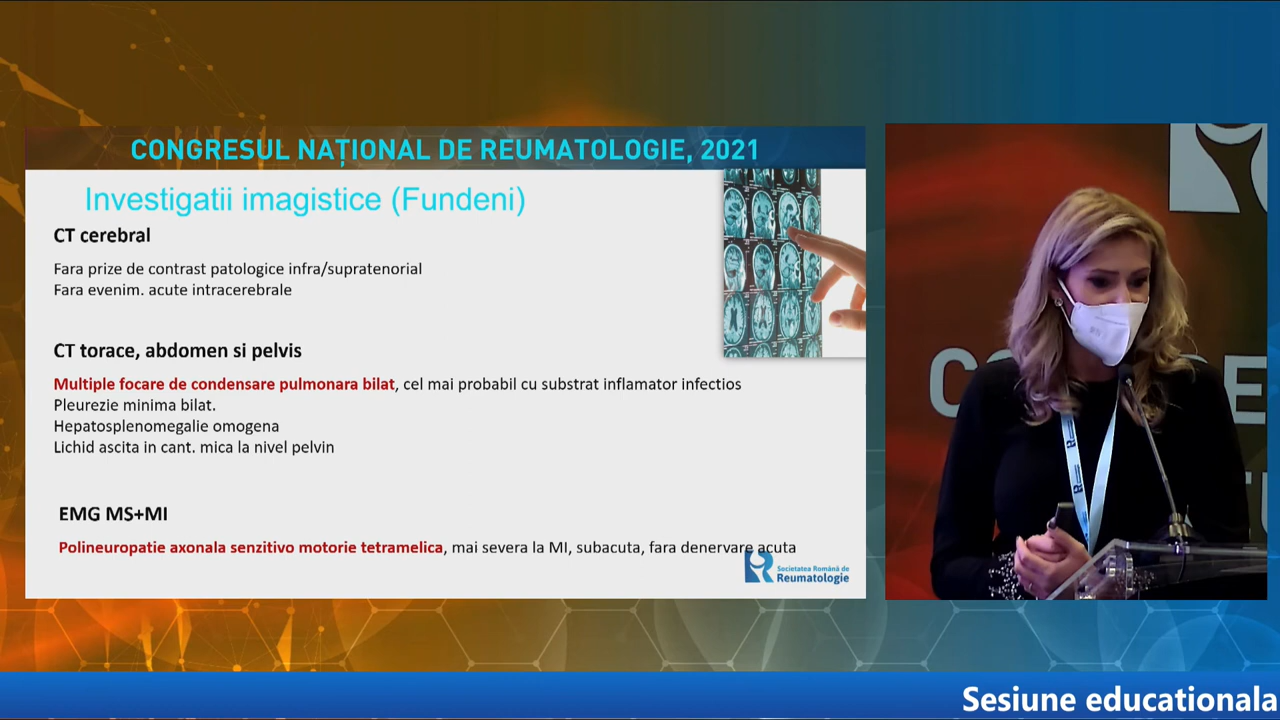 CONGRESUL NAȚIONAL DE REUMATOLOGIE, 2021
Investigatii imagistice (Fundeni)
CT cerebral
Fara prize de contrast patologice infra/supratenorial
Fara evenim. acute intracerebrale
CT torace, abdomen si pelvis
Multiple focare de condensare pulmonara bilat, cel mai probabil cu substrat inflamator infectios
Pleurezie minima bilat.
Hepatosplenomegalie omogena
Lichid ascita in cant. mica la nivel pelvin
EMG MS+MI
Polineuropatie axonala senzitivo motorie tetramelica, mai severa la MI, subacuta, fara denervare acuta
Societatea Română de
Reumatologie
Sesiune educationala